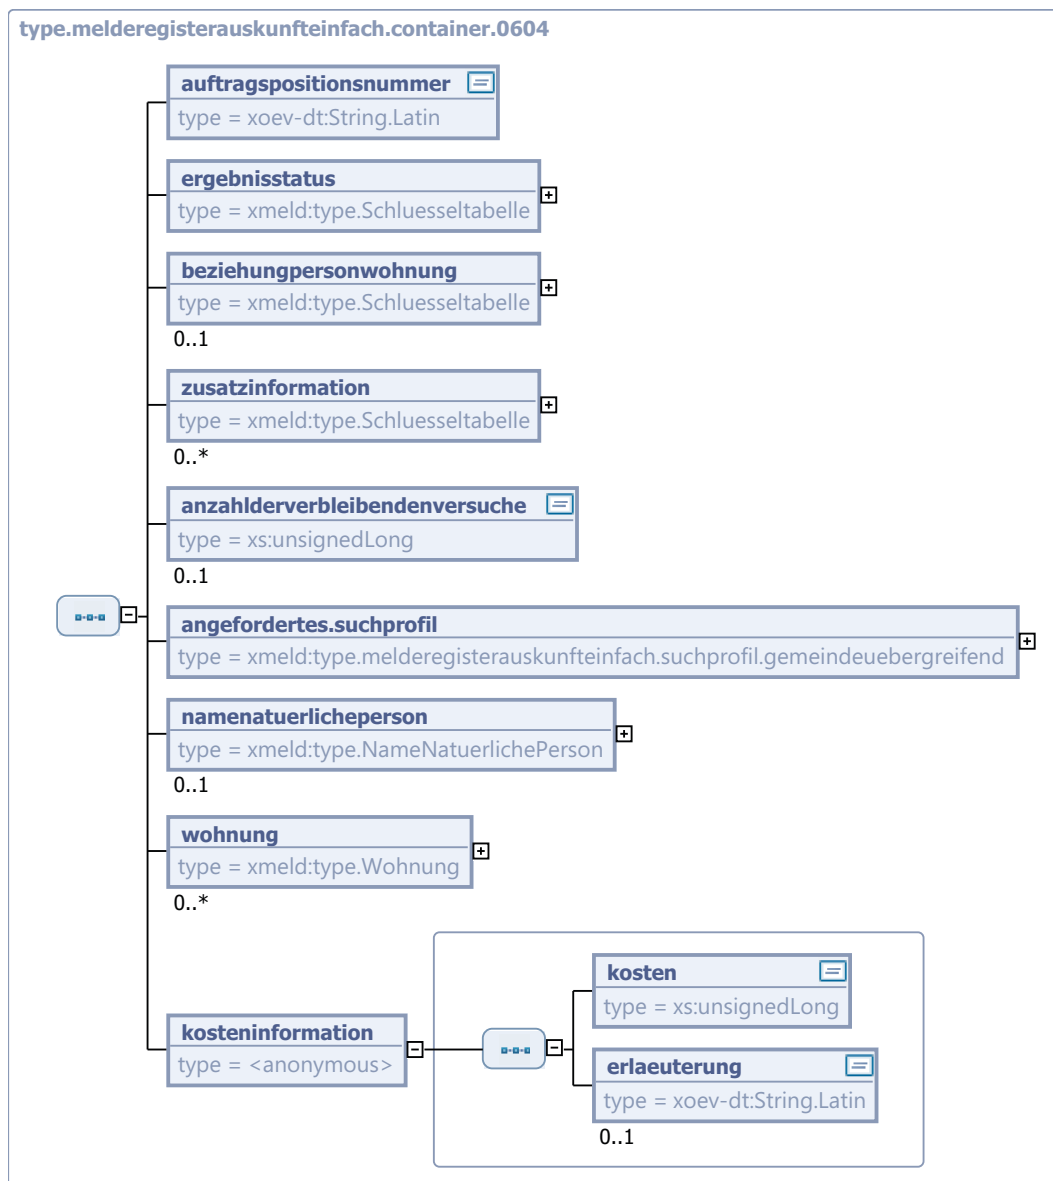 type.melderegisterauskunfteinfach.container.0604
auftragspositionsnummer
type = xoev-dt:String.Latin
ergebnisstatus
type = xmeld:type.Schluesseltabelle
beziehungpersonwohnung
type = xmeld:type.Schluesseltabelle
0..1
zusatzinformation
type = xmeld:type.Schluesseltabelle
0..*
anzahlderverbleibendenversuche
type = xs:unsignedLong
0..1
angefordertes.suchprofil
type = xmeld:type.melderegisterauskunfteinfach.suchprofil.gemeindeuebergreifend
namenatuerlicheperson
type = xmeld:type.NameNatuerlichePerson
0..1
wohnung
type = xmeld:type.Wohnung
0..*
kosteninformation
type = <anonymous>
kosten
type = xs:unsignedLong
erlaeuterung
type = xoev-dt:String.Latin
0..1